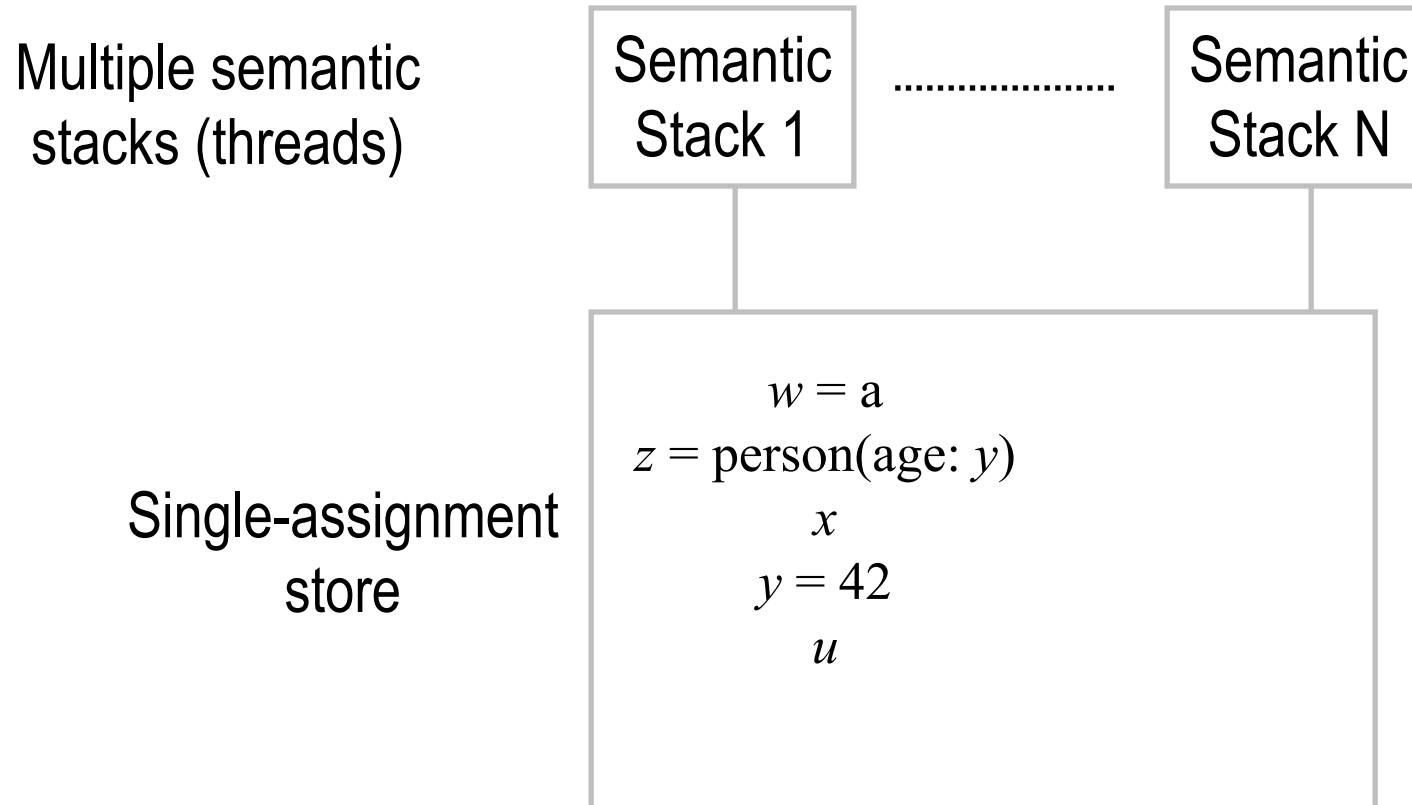 Multiple semantic
stacks (threads)
Semantic
Stack 1
.....................
Semantic
Stack N
Single-assignment
store
w = a
z = person(age: y)
x
y = 42
u